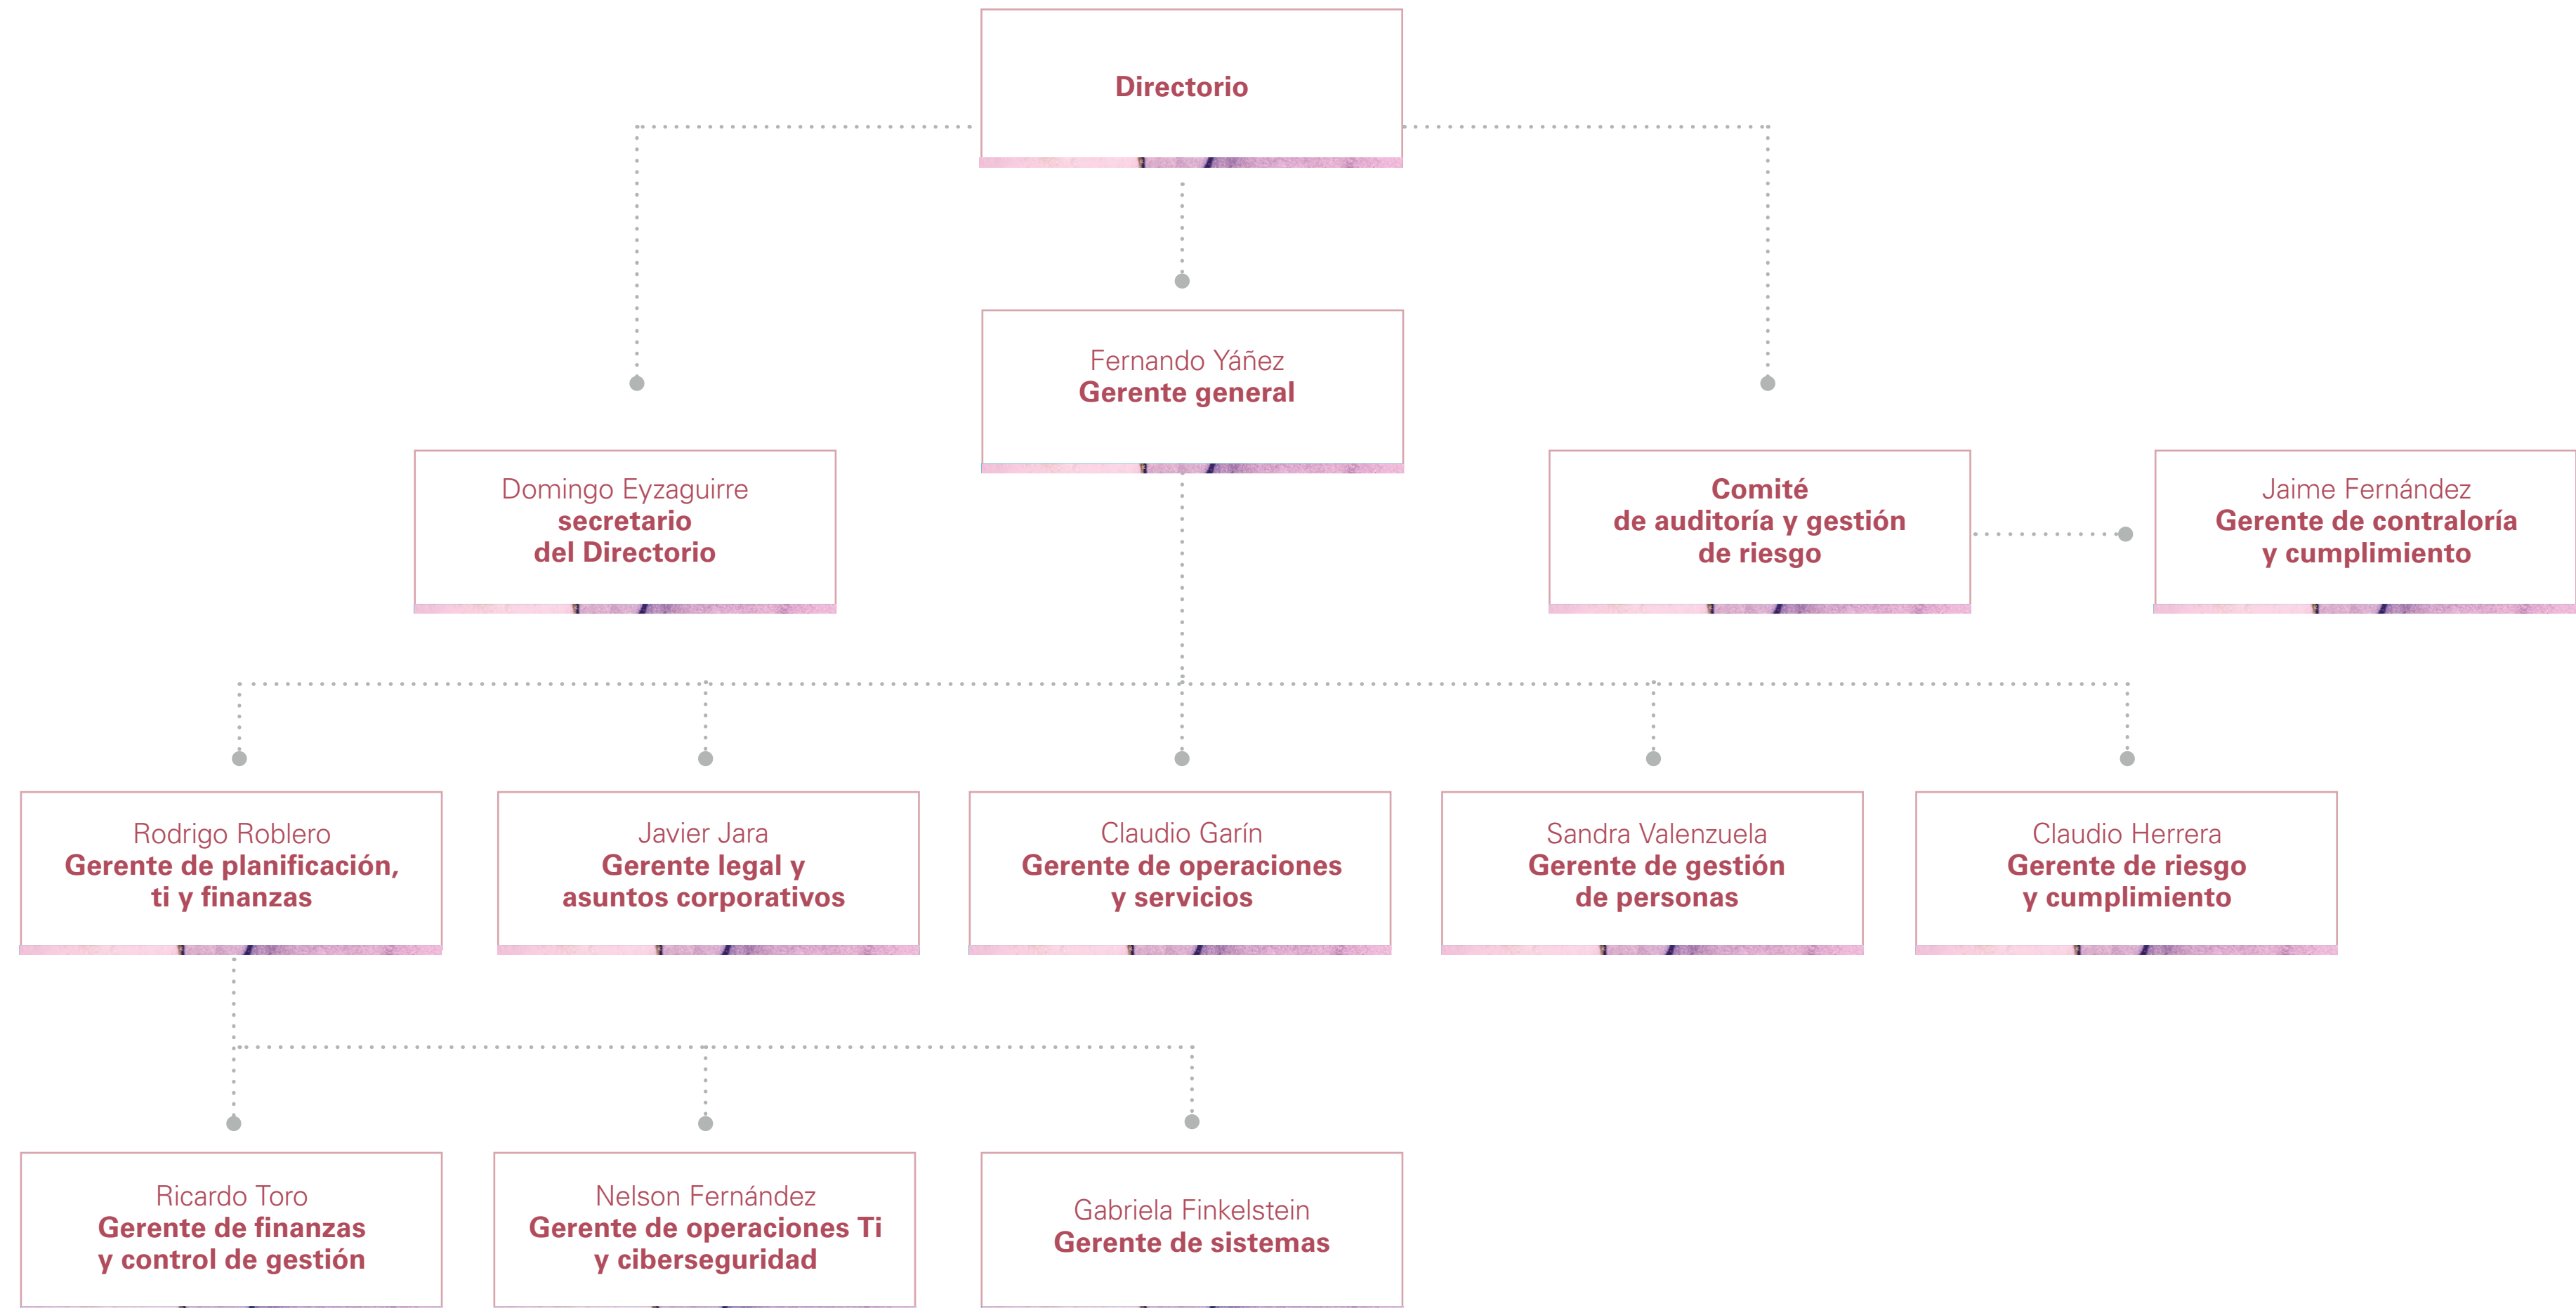 Directorio
Fernando Yáñez
Gerente general
Domingo Eyzaguirre
secretario
del Directorio
Comité
de auditoría y gestión
de riesgo
Jaime Fernández
Gerente de contraloría
y cumplimiento
Rodrigo Roblero
Gerente de planificación,
ti y finanzas
Javier Jara
Gerente legal y
asuntos corporativos
Claudio Garín
Gerente de operaciones
y servicios
Sandra Valenzuela
Gerente de gestión
de personas
Claudio Herrera
Gerente de riesgo
y cumplimiento
Ricardo Toro
Gerente de finanzas
y control de gestión
Nelson Fernández
Gerente de operaciones Ti
y ciberseguridad
Gabriela Finkelstein
Gerente de sistemas